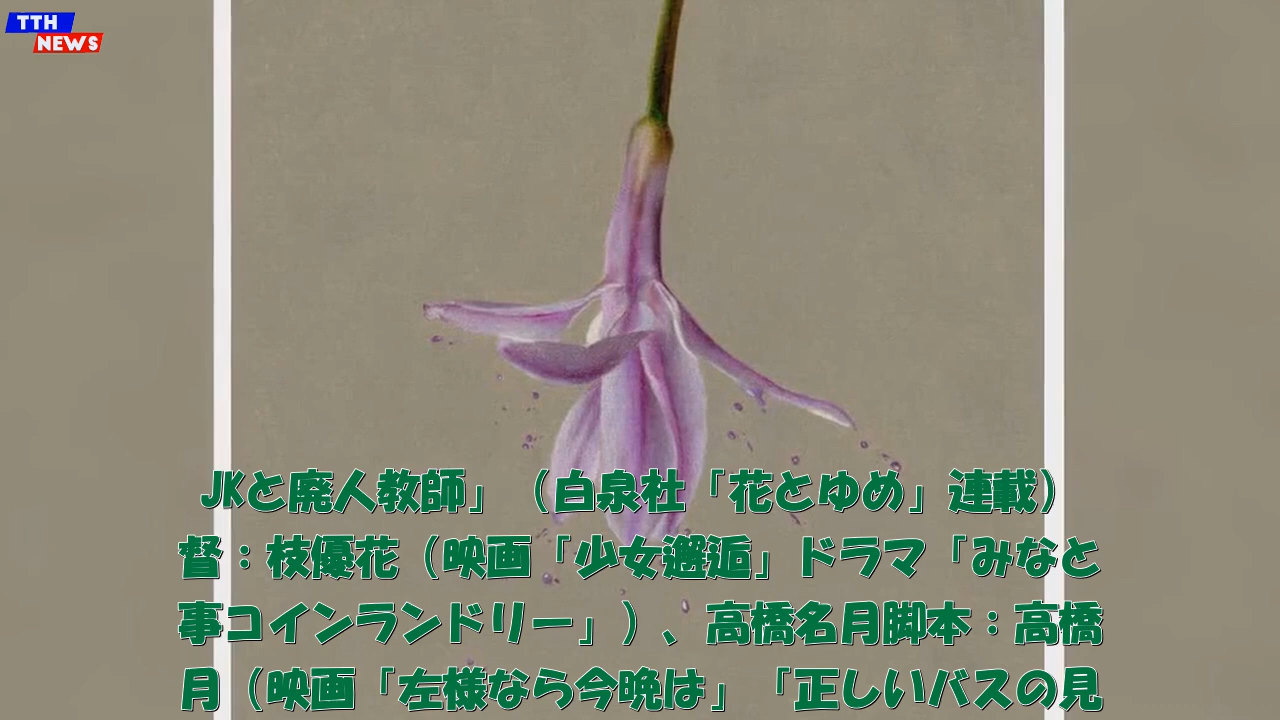 TTH
NEWS
JKと廃人教師」（白泉社「花とゆめ」連載）
督：枝優花（映画「少女邂逅」ドラマ「みなと
事コインランドリー」）、高橋名月脚本：高橋
月（映画「左様なら今晩は」「正しいバスの見